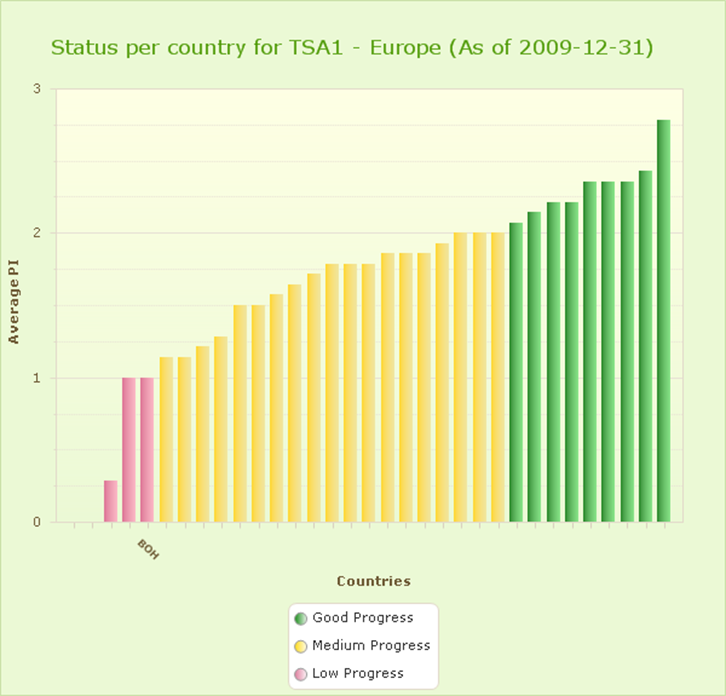 Status per country for TSA1 - Europe (As of 2009-12-31)
3
2
1
0
Average PI
BOH
Countries
Good Progress
Medium Progress
Low Progress